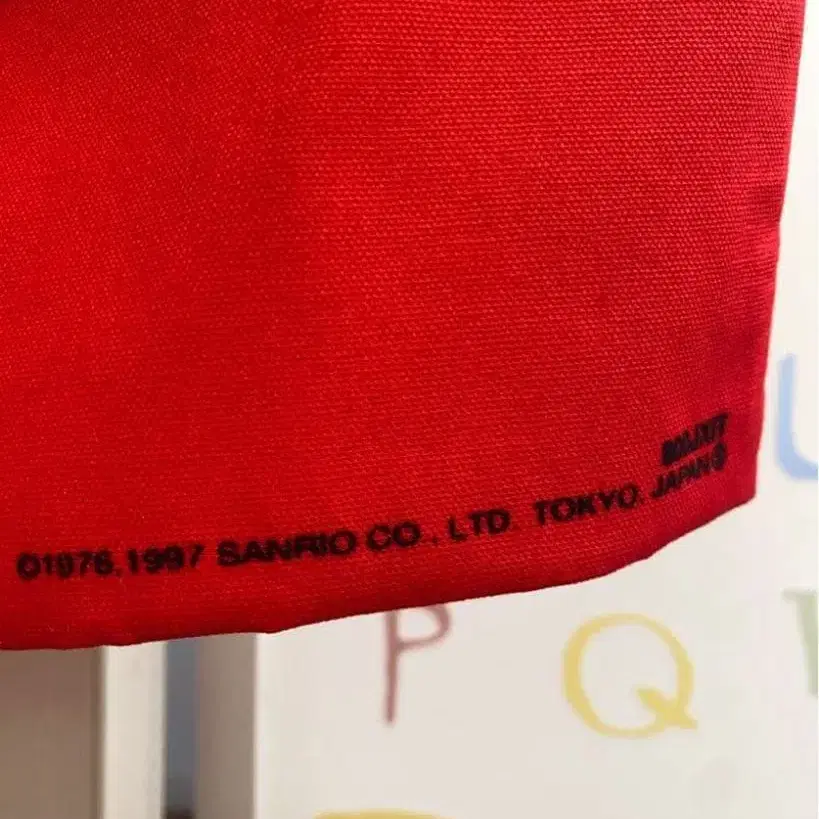 ©1976, 1997 SANRIO CO., LTD. TOKYO, JAPAN
U
P Q